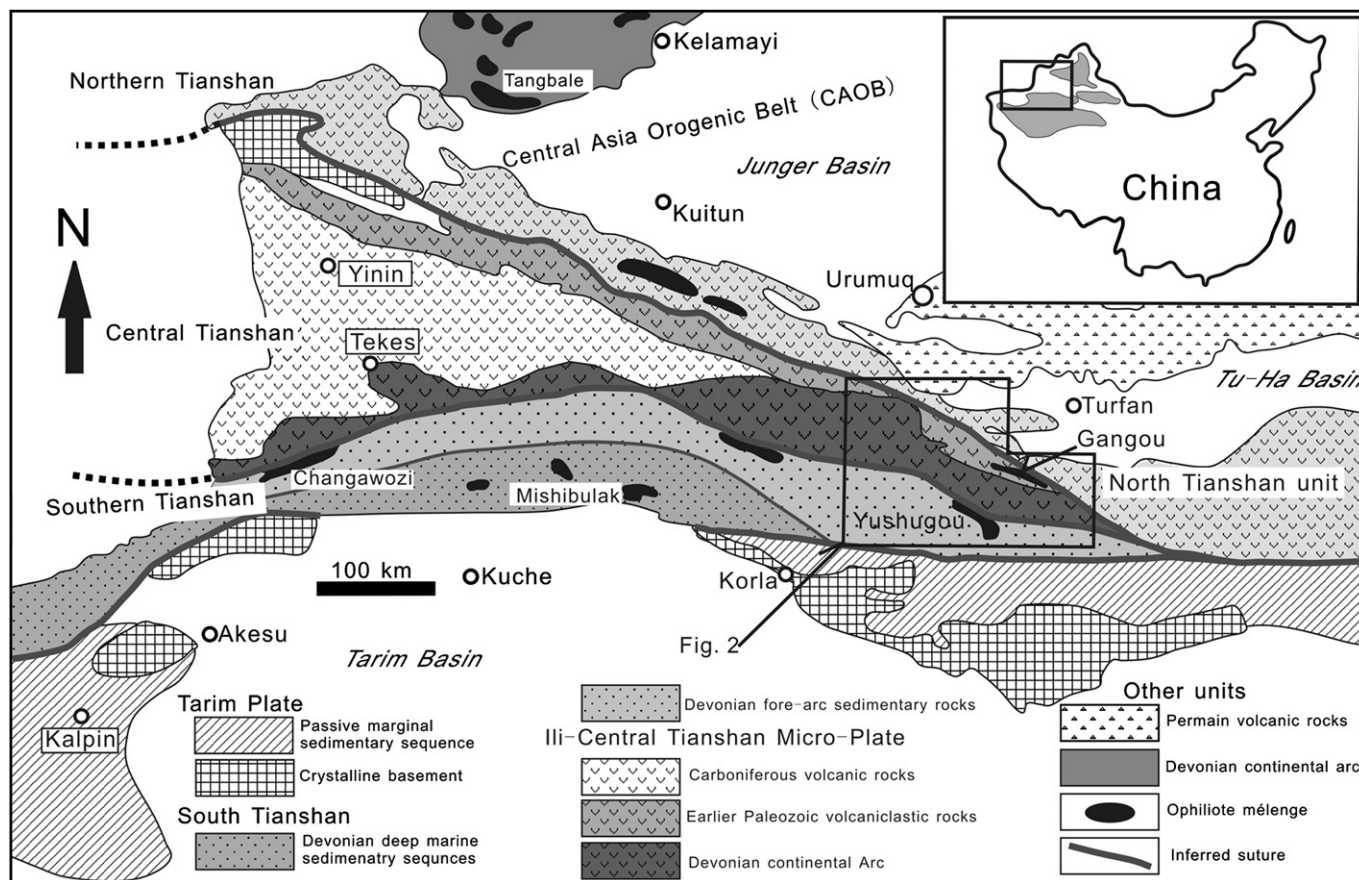 Kelamayi
Northern Tianshan
Tangbale
Central Asia Orogenic Belt (CAOB)
Junger Basin
China
N
Kuitun
Yinin
Urumuq
Central Tianshan
Tekes
Tu-Ha Basin
Turfan
Gangou
Changawozi
North Tianshan unit
Southern Tianshan
Mishibulak
Yushugou
100 km
Kuche
Korla
Akesu
Fig. 2
Tarim Basin
Kalpin
Tarim Plate
Passive marginal
sedimentary sequence
Crystalline basement
South Tianshan
Devonian deep marine
sedimenatry sequnces
Devonian fore-arc sedimentary rocks
Ili-Central Tianshan Micro-Plate
Carboniferous volcanic rocks
Earlier Paleozoic volcaniclastic rocks
Devonian continental Arc
Other units
Permain volcanic rocks
Devonian continental arc
Ophiliote mélenge
Inferred suture